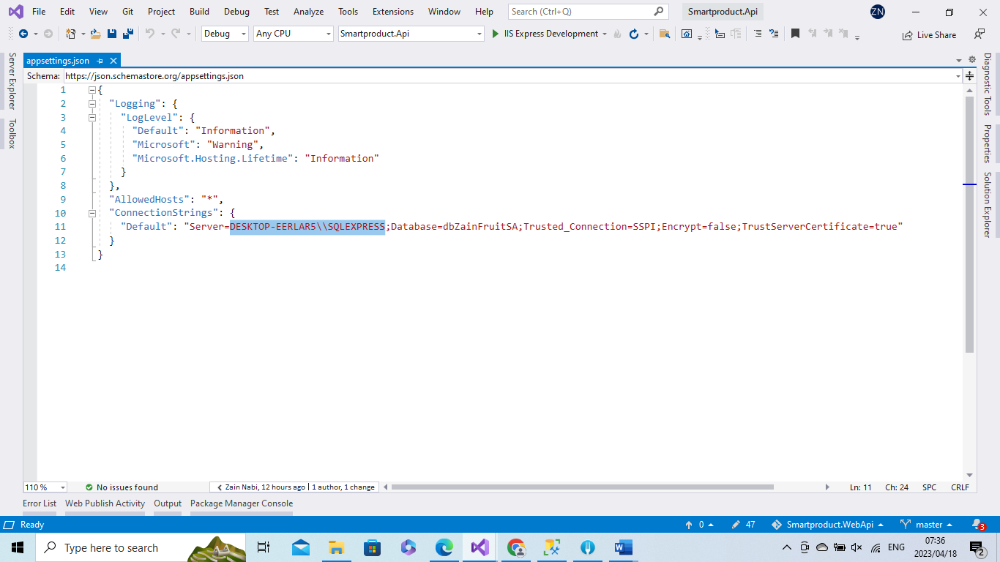 File Edit View Git Project Build Debug Test Analyze Tools Extensions Window Help Search (Ctrl+Q) Smartproduct.Api ZN
Debug Any CPU Smartproduct.Api IIS Express Development Live Share
Server Explorer
Toolbox
appsettings.json
Schema: https://json.schemastore.org/appsettings.json
1 {
2 "Logging": {
3 "LogLevel": {
4 "Default": "Information",
5 "Microsoft": "Warning",
6 "Microsoft.Hosting.Lifetime": "Information"
7 }
8 },
9 "AllowedHosts": "*",
10 "ConnectionStrings": {
11 "Default": "Server=DESKTOP-EERLAR5\\SQLEXPRESS;Database=dbZainFruitSA;Trusted_Connection=SSPI;Encrypt=false;TrustServerCertificate=true"
12 }
13 }
14
Diagnostic Tools
Properties
Solution Explorer
110 % No issues found Zain Nabi, 12 hours ago | 1 author, 1 change Ln: 11 Ch: 24 SPC CRLF
Error List Web Publish Activity Output Package Manager Console
Ready 0 47 Smartproduct.WebApi master 3
Type here to search ENG 07:36
2023/04/18 2